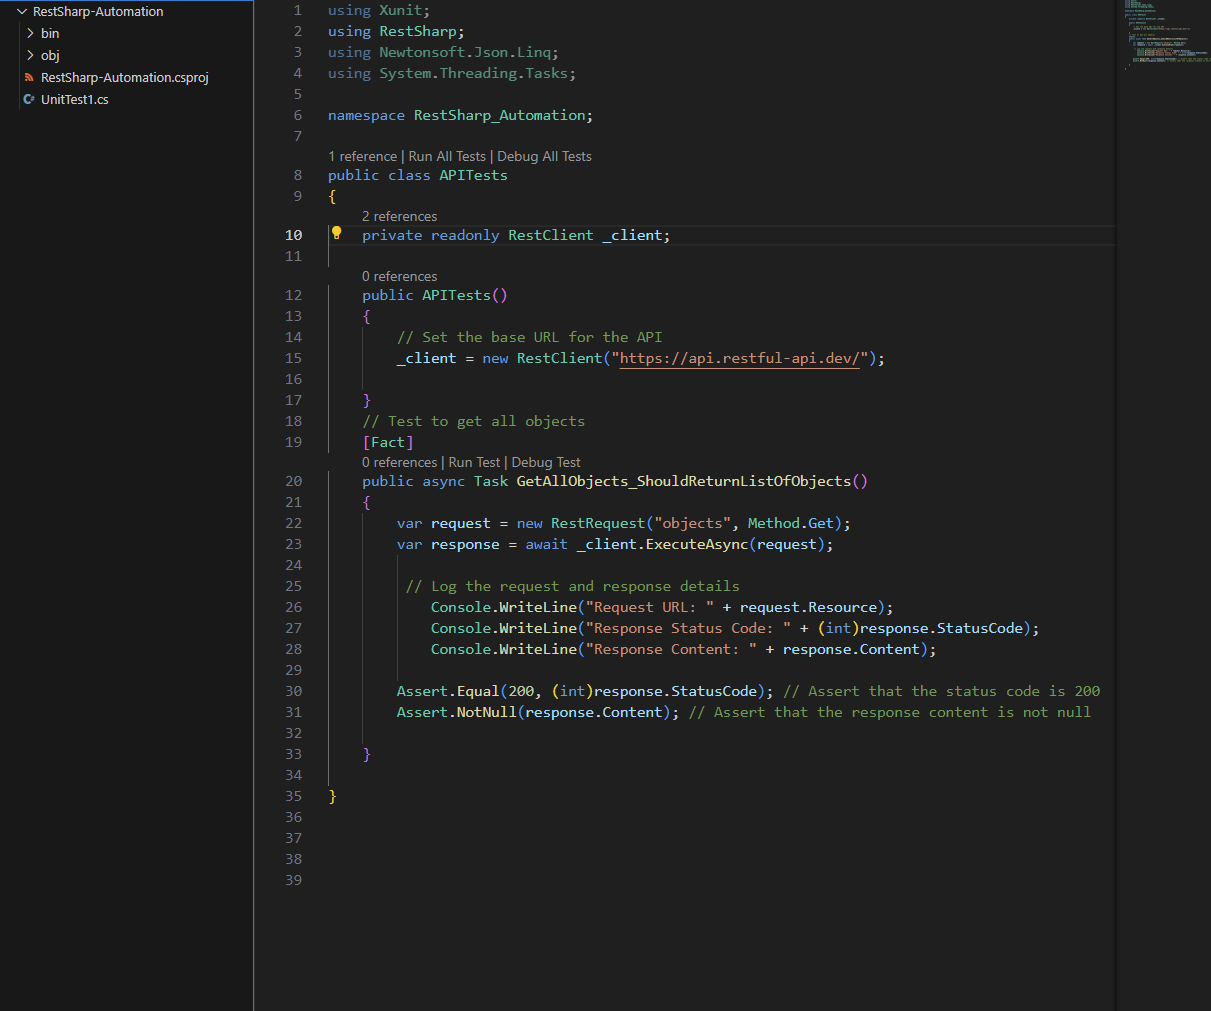 RestSharp-Automation
bin
obj
RestSharp-Automation.csproj
UnitTest1.cs
1 using Xunit;
2 using RestSharp;
3 using Newtonsoft.Json.Linq;
4 using System.Threading.Tasks;
5
6 namespace RestSharp_Automation;
7
1 reference | Run All Tests | Debug All Tests
8 public class APITests
9 {
2 references
10 private readonly RestClient _client;
11
0 references
12 public APITests()
13 {
14 // Set the base URL for the API
15 _client = new RestClient("https://api.restful-api.dev/");
16
17 }
18 // Test to get all objects
19 [Fact]
0 references | Run Test | Debug Test
20 public async Task GetAllObjects_ShouldReturnListOfObjects()
21 {
22 var request = new RestRequest("objects", Method.Get);
23 var response = await _client.ExecuteAsync(request);
24
25 // Log the request and response details
26 Console.WriteLine("Request URL: " + request.Resource);
27 Console.WriteLine("Response Status Code: " + (int)response.StatusCode);
28 Console.WriteLine("Response Content: " + response.Content);
29
30 Assert.Equal(200, (int)response.StatusCode); // Assert that the status code is 200
31 Assert.NotNull(response.Content); // Assert that the response content is not null
32
33 }
34
35 }
36
37
38
39